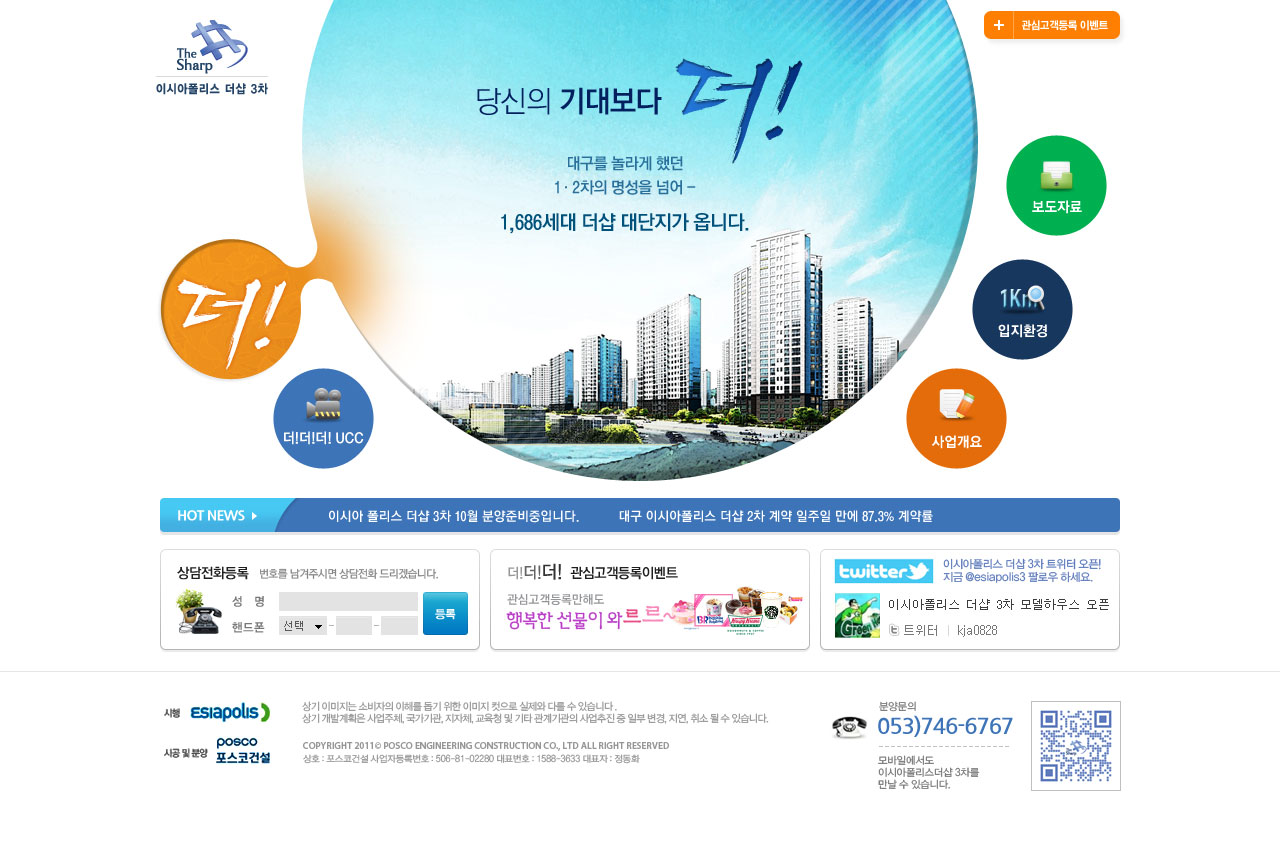 The Sharp
이시아폴리스 더샵 3차
+ 관심고객등록 이벤트
당신의 기대보다 더!
대구를 놀라게 했던
1·2차의 명성을 넘어 -
1,686세대 더샵 대단지가 옵니다.
보도자료
더!
1Km
입지환경
더!더!더! UCC
사업개요
HOT NEWS
이시아 폴리스 더샵 3차 10월 분양준비중입니다.
대구 이시아폴리스 더샵 2차 계약 일주일 만에 87.3% 계약률
상담전화등록 번호를 남겨주시면 상담전화 드리겠습니다.
성 명
핸드폰 선택 - -
등록
더!더!더! 관심고객등록이벤트
관심고객등록만해도
행복한 선물이 와르르~
twitter
이시아폴리스 더샵 3차 트위터 오픈!
지금 @esiapolis3 팔로우 하세요.
이시아폴리스 더샵 3차 모델하우스 오픈
트위터 | kja0828
시행 ESIAPOLIS
시공 및 분양 posco 포스코건설
상기 이미지는 소비자의 이해를 돕기 위한 이미지 컷으로 실제와 다를 수 있습니다.
상기 개발계획은 사업주체, 국가기관, 지자체, 교육청 및 기타 관계기관의 사업추진 중 일부 변경, 지연, 취소 될 수 있습니다.
COPYRIGHT 2011© POSCO ENGINEERING CONSTRUCTION CO., LTD ALL RIGHT RESERVED
상호 : 포스코건설 사업자등록번호 : 506-81-02280 대표번호 : 1588-3633 대표자 : 정동화
분양문의
053)746-6767
모바일에서도
이시아폴리스더샵 3차를
만날 수 있습니다.